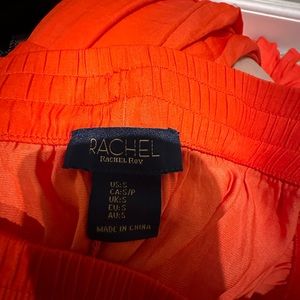 RACHEL
RACHEL ROY
US:S
CA:S/P
UK:S
EU:S
AU:S
MADE IN CHINA